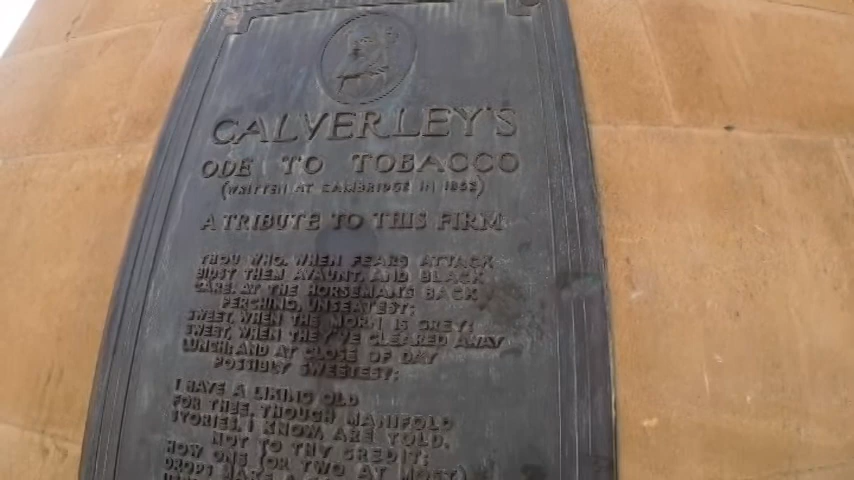 CALVERLEY'S
ODE TO TOBACCO
(WRITTEN AT CAMBRIDGE IN 1862)
A TRIBUTE TO THIS FIRM
THOU WHO, WHEN FEARS ATTACK
BIDST THEM AVAUNT, AND BLACK
CARE, AT THE HORSEMAN'S BACK
PERCHING, UNSEATEST;
SWEET, WHEN THE MORN IS GREY;
SWEET, WHEN THEY'VE CLEARED AWAY
LUNCH; AND AT CLOSE OF DAY
POSSIBLY SWEETEST;
I HAVE A LIKING OLD
FOR THEE, THOUGH MANIFOLD
STORIES, I KNOW, ARE TOLD,
NOT TO THY CREDIT;
HOW ONE (OR TWO AT MOST)
DROPS MAKE A